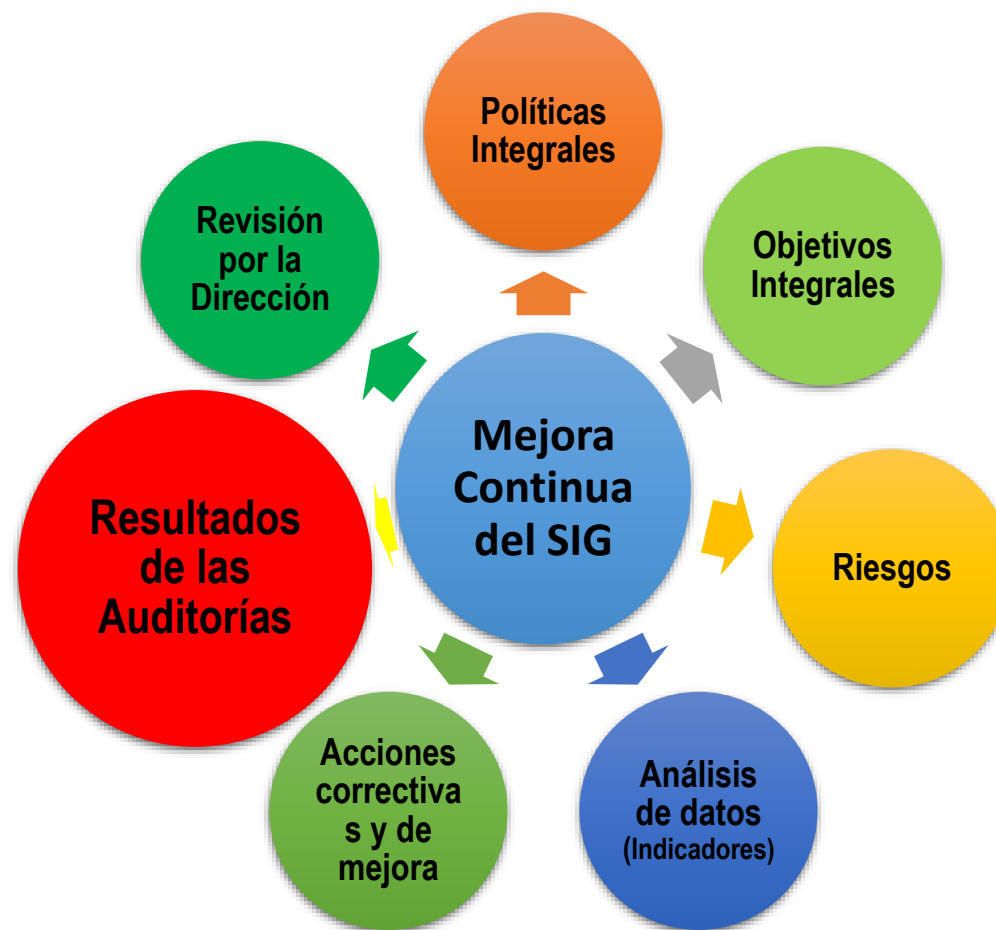 Políticas
Integrales
Objetivos
Integrales
Riesgos
Análisis
de datos
(Indicadores)
Acciones
correctiva
s y de
mejora
Resultados
de las
Auditorías
Revisión
por la
Dirección
Mejora
Continua
del SIG